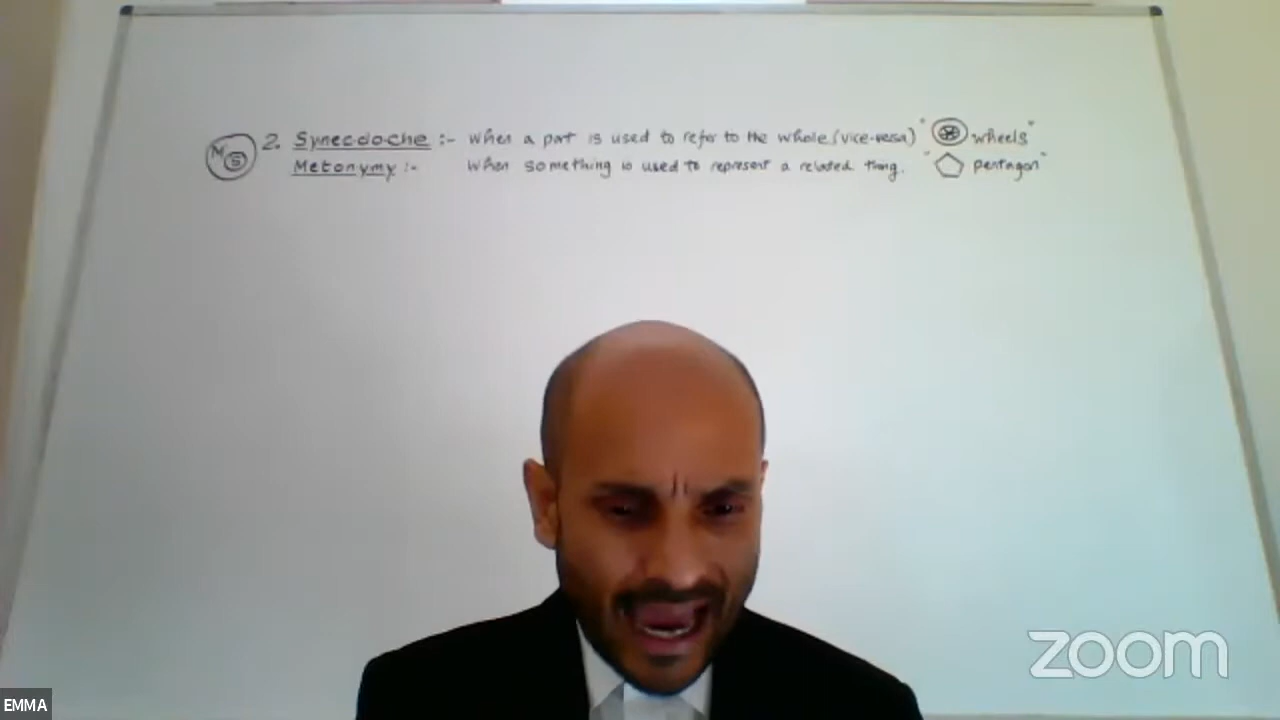 M S
2. Synecdoche :- When a part is used to refer to the whole (vice-versa) " wheels"
Metonymy :- When something is used to represent a related thing. " pentagon"
zoom
EMMA